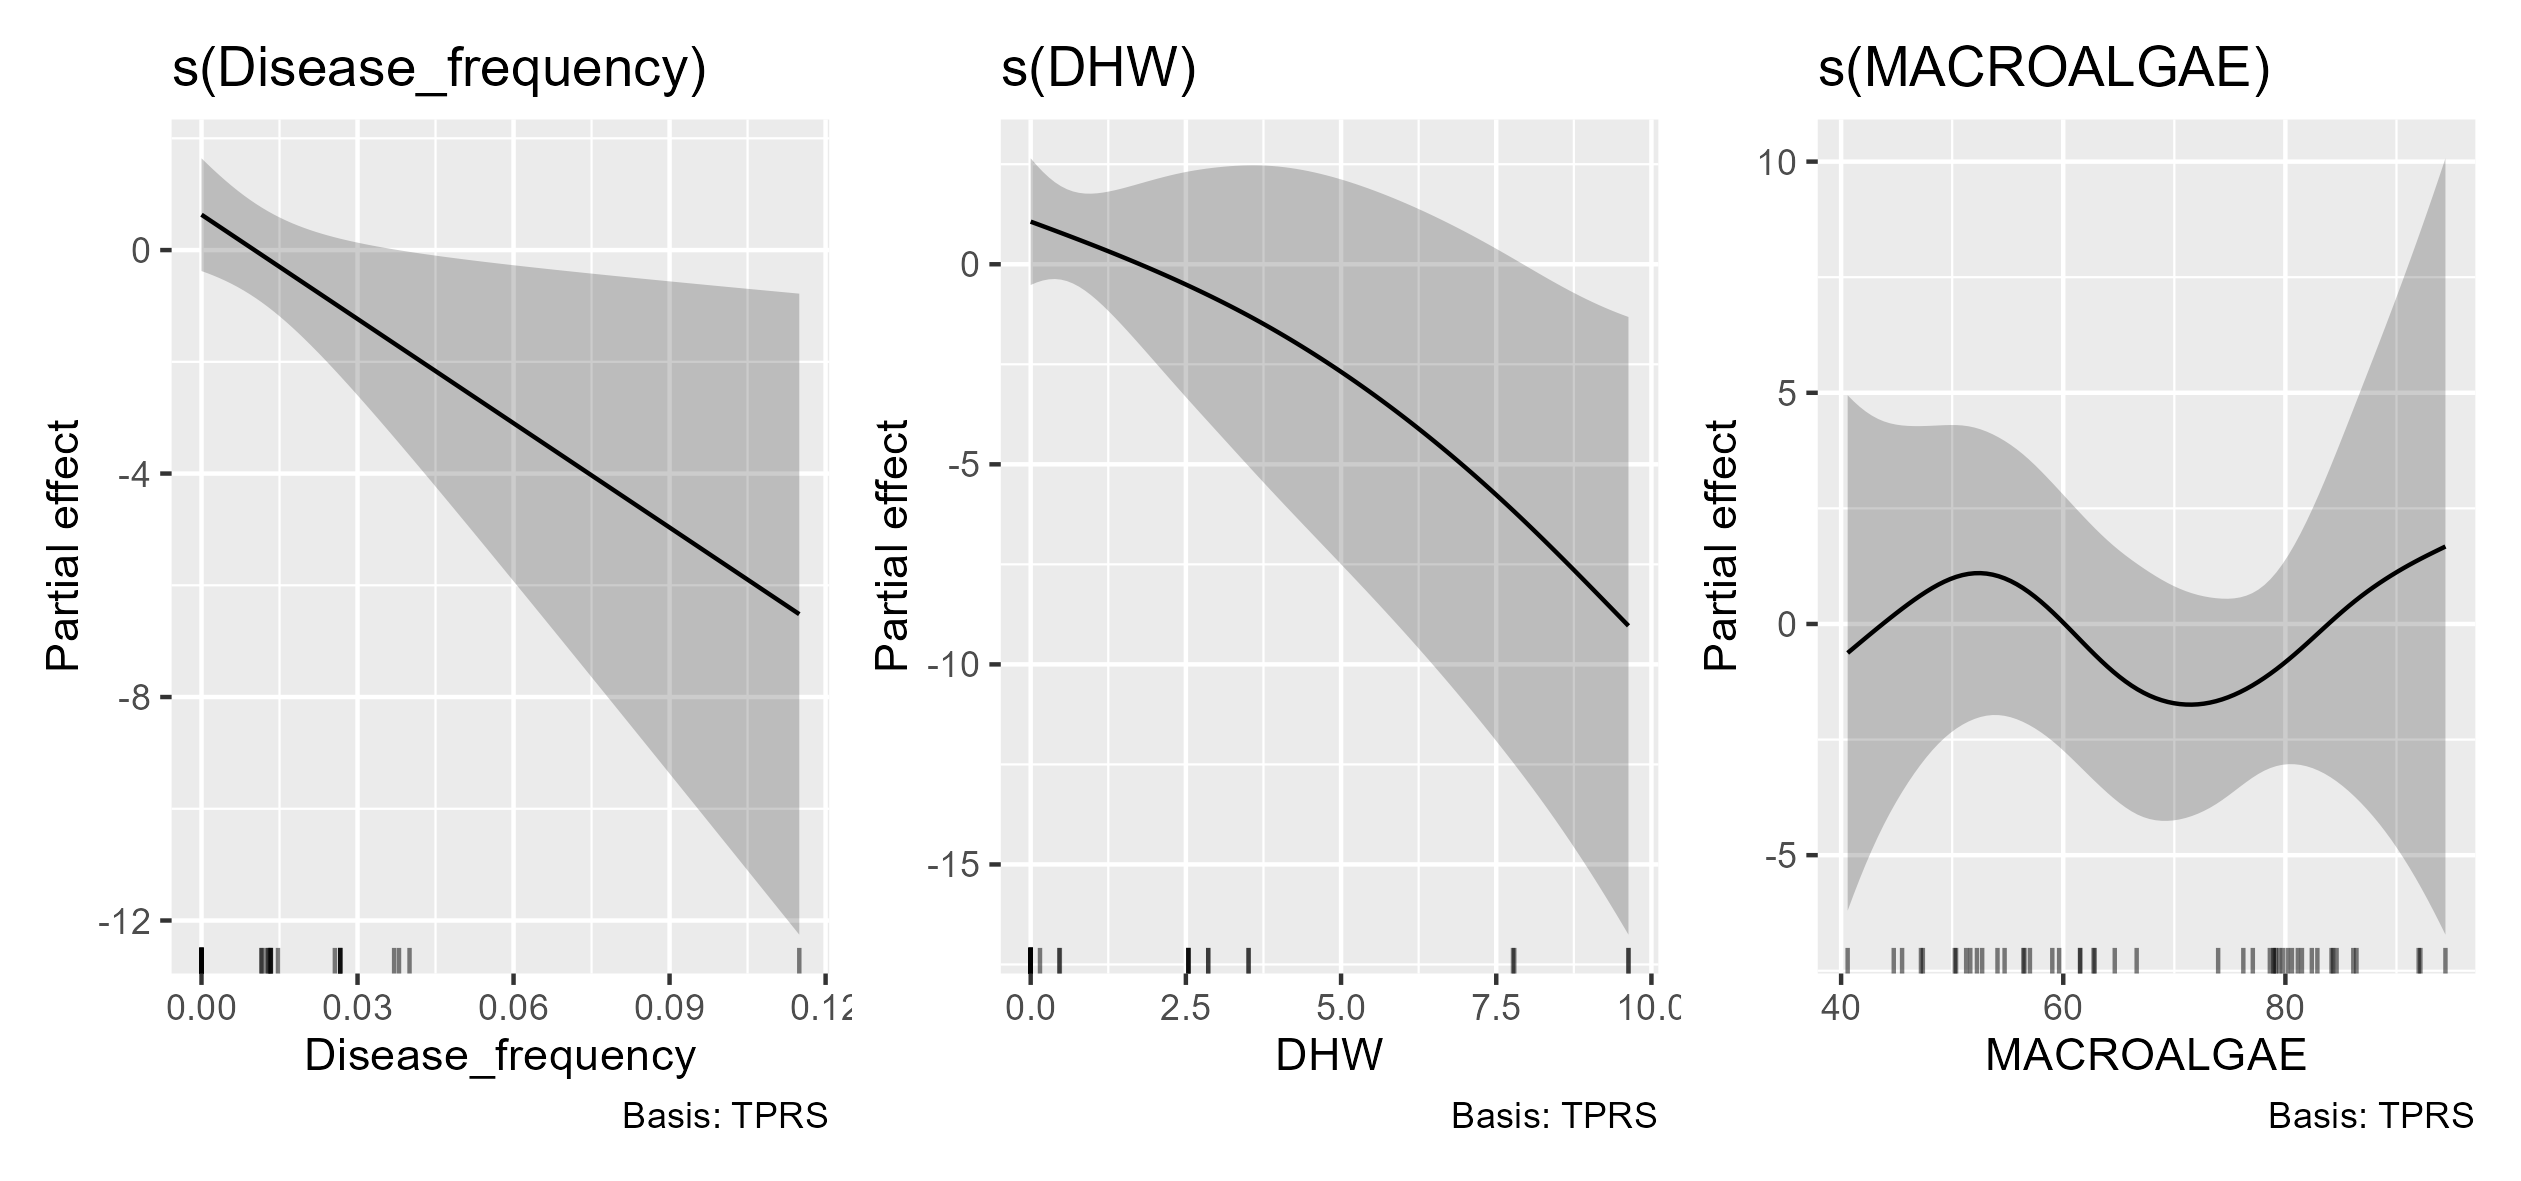 s(Disease_frequency)
Partial effect
0
-4
-8
-12
0.00 0.03 0.06 0.09 0.12
Disease_frequency
Basis: TPRS
s(DHW)
Partial effect
0
-5
-10
-15
0.0 2.5 5.0 7.5 10.0
DHW
Basis: TPRS
s(MACROALGAE)
Partial effect
10
5
0
-5
40 60 80
MACROALGAE
Basis: TPRS